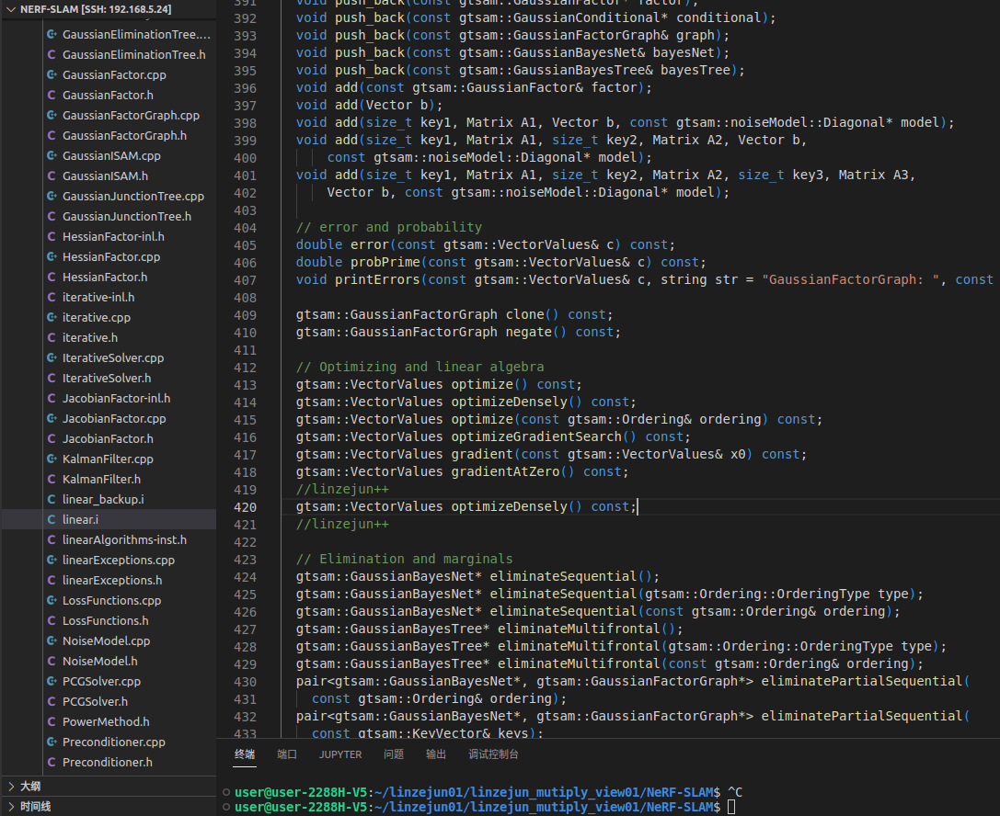 NERF-SLAM [SSH: 192.168.5.24]
GaussianEliminationTree....
GaussianEliminationTree.h
GaussianFactor.cpp
GaussianFactor.h
GaussianFactorGraph.cpp
GaussianFactorGraph.h
GaussianISAM.cpp
GaussianISAM.h
GaussianJunctionTree.cpp
GaussianJunctionTree.h
HessianFactor-inl.h
HessianFactor.cpp
HessianFactor.h
iterative-inl.h
iterative.cpp
iterative.h
IterativeSolver.cpp
IterativeSolver.h
JacobianFactor-inl.h
JacobianFactor.cpp
JacobianFactor.h
KalmanFilter.cpp
KalmanFilter.h
linear_backup.i
linear.i
linearAlgorithms-inst.h
linearExceptions.cpp
linearExceptions.h
LossFunctions.cpp
LossFunctions.h
NoiseModel.cpp
NoiseModel.h
PCGSolver.cpp
PCGSolver.h
PowerMethod.h
Preconditioner.cpp
Preconditioner.h
大纲
时间线
391 void push_back(const gtsam::GaussianFactor* factor);
392 void push_back(const gtsam::GaussianConditional* conditional);
393 void push_back(const gtsam::GaussianFactorGraph& graph);
394 void push_back(const gtsam::GaussianBayesNet& bayesNet);
395 void push_back(const gtsam::GaussianBayesTree& bayesTree);
396 void add(const gtsam::GaussianFactor& factor);
397 void add(Vector b);
398 void add(size_t key1, Matrix A1, Vector b, const gtsam::noiseModel::Diagonal* model);
399 void add(size_t key1, Matrix A1, size_t key2, Matrix A2, Vector b,
400 const gtsam::noiseModel::Diagonal* model);
401 void add(size_t key1, Matrix A1, size_t key2, Matrix A2, size_t key3, Matrix A3,
402 Vector b, const gtsam::noiseModel::Diagonal* model);
403
404 // error and probability
405 double error(const gtsam::VectorValues& c) const;
406 double probPrime(const gtsam::VectorValues& c) const;
407 void printErrors(const gtsam::VectorValues& c, string str = "GaussianFactorGraph: ", const
408
409 gtsam::GaussianFactorGraph clone() const;
410 gtsam::GaussianFactorGraph negate() const;
411
412 // Optimizing and linear algebra
413 gtsam::VectorValues optimize() const;
414 gtsam::VectorValues optimizeDensely() const;
415 gtsam::VectorValues optimize(const gtsam::Ordering& ordering) const;
416 gtsam::VectorValues optimizeGradientSearch() const;
417 gtsam::VectorValues gradient(const gtsam::VectorValues& x0) const;
418 gtsam::VectorValues gradientAtZero() const;
419 //linzejun++
420 gtsam::VectorValues optimizeDensely() const;
421 //linzejun++
422
423 // Elimination and marginals
424 gtsam::GaussianBayesNet* eliminateSequential();
425 gtsam::GaussianBayesNet* eliminateSequential(gtsam::Ordering::OrderingType type);
426 gtsam::GaussianBayesNet* eliminateSequential(const gtsam::Ordering& ordering);
427 gtsam::GaussianBayesTree* eliminateMultifrontal();
428 gtsam::GaussianBayesTree* eliminateMultifrontal(gtsam::Ordering::OrderingType type);
429 gtsam::GaussianBayesTree* eliminateMultifrontal(const gtsam::Ordering& ordering);
430 pair<gtsam::GaussianBayesNet*, gtsam::GaussianFactorGraph*> eliminatePartialSequential(
431 const gtsam::Ordering& ordering);
432 pair<gtsam::GaussianBayesNet*, gtsam::GaussianFactorGraph*> eliminatePartialSequential(
433 const gtsam::KeyVector& keys);
终端 端口 JUPYTER 问题 输出 调试控制台
user@user-2288H-V5:~/linzejun01/linzejun_mutiply_view01/NeRF-SLAM$ ^C
user@user-2288H-V5:~/linzejun01/linzejun_mutiply_view01/NeRF-SLAM$